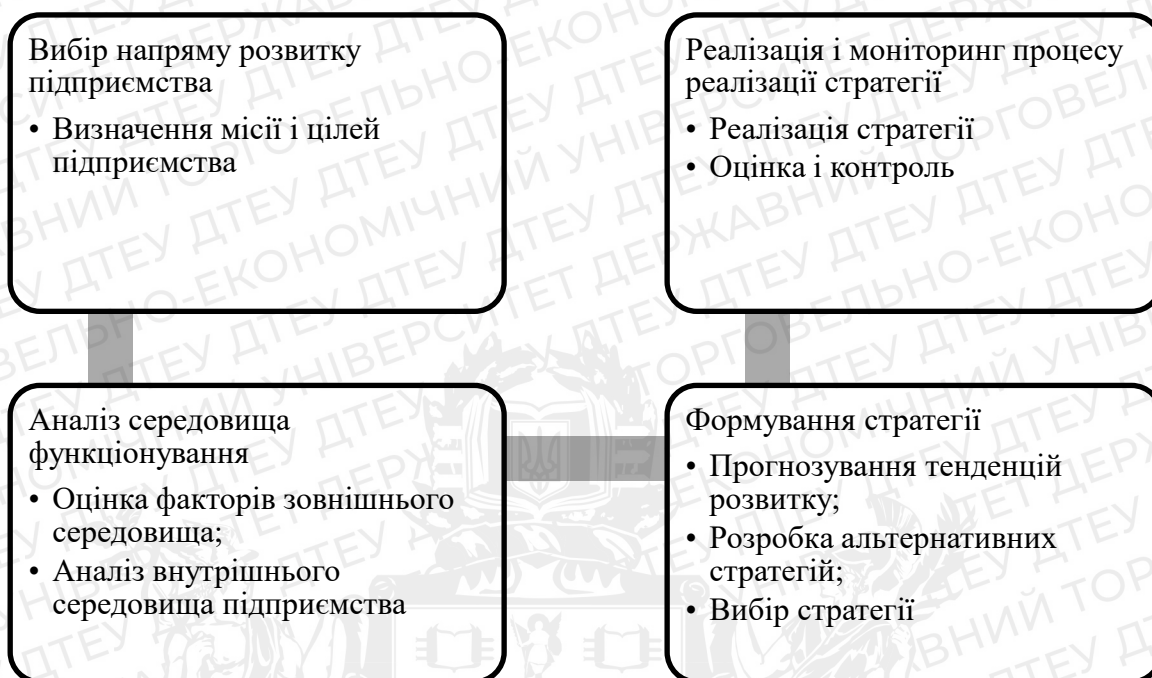 Вибір напряму розвитку
підприємства
• Визначення місії і цілей
підприємства
Аналіз середовища
функціонування
• Оцінка факторів зовнішнього
середовища;
• Аналіз внутрішнього
середовища підприємства
Формування стратегії
• Прогнозування тенденцій
розвитку;
• Розробка альтернативних
стратегій;
• Вибір стратегії
Реалізація і моніторинг процесу
реалізації стратегії
• Реалізація стратегії
• Оцінка і контроль